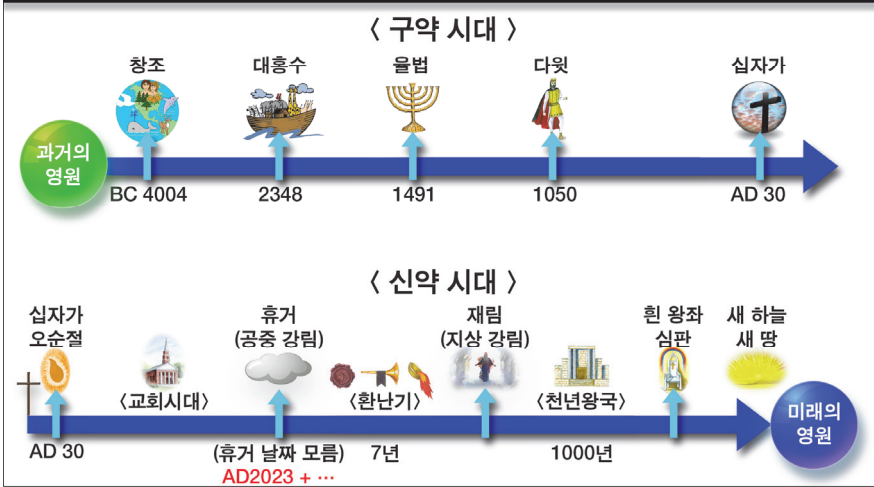 < 구약 시대 >
창조
대홍수
율법
다윗
십자가
과거의
영원
BC 4004
2348
1491
1050
AD 30
< 신약 시대 >
십자가
오순절
휴거
(공중 강림)
재림
(지상 강림)
흰 왕좌
심판
새 하늘
새 땅
<교회시대>
<환난기>
<천년왕국>
미래의
영원
AD 30
(휴거 날짜 모름)
AD2023 + ···
7년
1000년